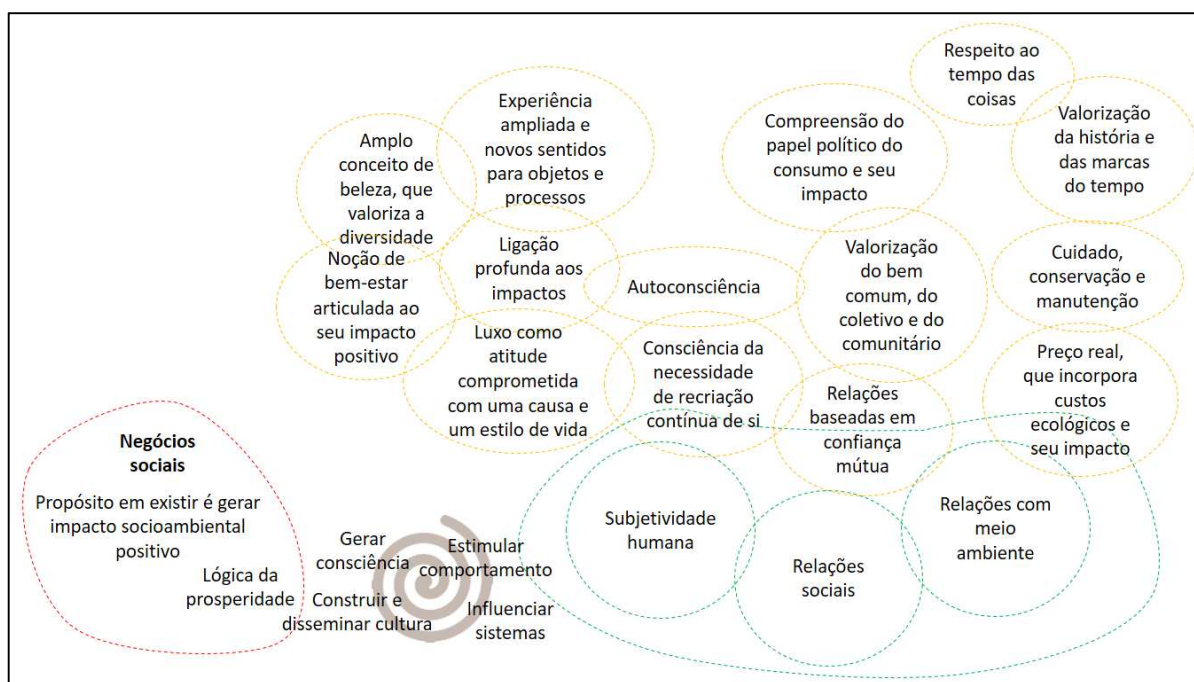 Respeito ao
tempo das
coisas
Experiência
ampliada e
novos sentidos
para objetos e
processos
Compreensão do
papel político do
consumo e seu
impacto
Valorização
da história e
das marcas
do tempo
Amplo
conceito de
beleza, que
valoriza a
diversidade
Noção de
bem-estar
articulada ao
seu impacto
positivo
Ligação
profunda aos
impactos
Autoconsciência
Valorização
do bem
comum, do
coletivo e do
comunitário
Cuidado,
conservação e
manutenção
Luxo como
atitude
comprometida
com uma causa e
um estilo de vida
Consciência da
necessidade
de recriação
contínua de si
Relações
baseadas em
confiança
mútua
Preço real,
que incorpora
custos
ecológicos e
seu impacto
Negócios
sociais
Propósito em existir é gerar
impacto socioambiental
positivo
Lógica da
prosperidade
Gerar
consciência
Estimular
comportamento
Construir e
disseminar cultura
Influenciar
sistemas
Subjetividade
humana
Relações
sociais
Relações com
meio
ambiente